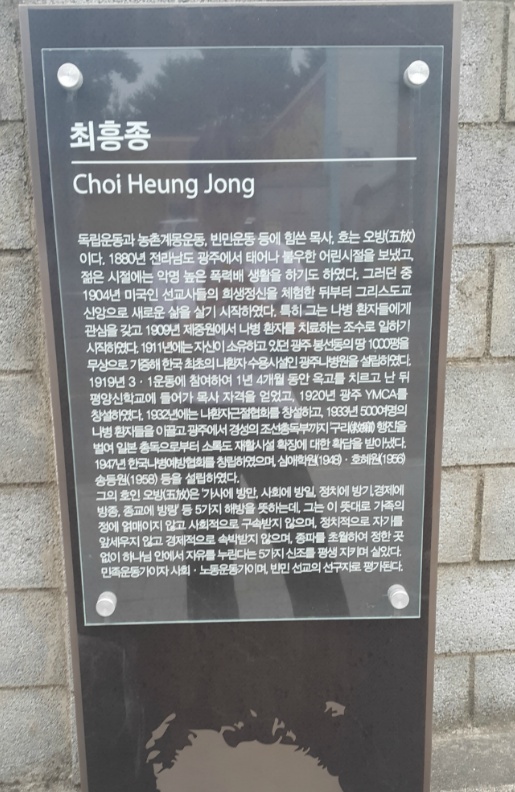 최흥종
Choi Heung Jong
독립운동과 농촌계몽운동, 빈민운동 등에 힘쓴 목사, 호는 오방(五放)
이다. 1880년 전라남도 광주에서 태어나 불우한 어린시절을 보냈고,
젊은 시절에는 악명 높은 폭력배 생활을 하기도 하였다. 그러던 중
1904년 미국인 선교사들의 희생정신을 체험한 뒤부터 그리스도교
신앙으로 새로운 삶을 살기 시작하였다. 특히 그는 나병 환자들에게
관심을 갖고 1909년 제중원에서 나병 환자를 치료하는 조수로 일하기
시작하였다. 1911년에는 자신이 소유하고 있던 광주 봉선동의 땅 1000평을
무상으로 기증해 한국 최초의 나환자 수용시설인 광주나병원을 설립하였다.
1919년 3 · 1운동에 참여하여 1년 4개월 동안 옥고를 치르고 난 뒤
평양신학교에 들어가 목사 자격을 얻었고, 1920년 광주 YMCA를
창설하였다. 1932년에는 나환자근절협회를 창설하고, 1933년 500여명의
나병 환자들을 이끌고 광주에서 경성의 조선총독부까지 구라(救癩) 행진을
벌여 일본 총독으로부터 소록도 재활시설 확장에 대한 확답을 받아냈다.
1947년 한국나병예방협회를 창립하였으며, 삼애학원(1948) · 호혜원(1956)
송등원(1958) 등을 설립하였다.
그의 호인 오방(五放)은 '가사에 방만, 사회에 방일, 정치에 방기,경제에
방종, 종교에 방랑' 등 5가지 해방을 뜻하는데, 그는 이 뜻대로 가족의
정에 얽매이지 않고 사회적으로 구속받지 않으며, 정치적으로 자기를
앞세우지 않고 경제적으로 속박받지 않으며, 종파를 초월하여 정한 곳
없이 하나님 안에서 자유를 누린다는 5가지 신조를 평생 지키며 살았다.
민족운동가이자 사회 · 노동운동가이며, 빈민 선교의 선구자로 평가된다.